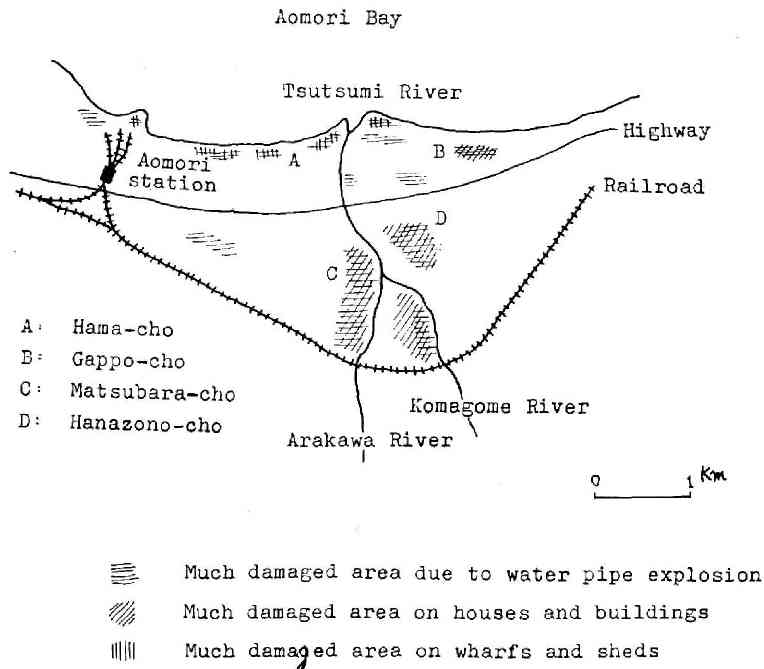 Aomori Bay
Tsutsumi River
Highway
Aomori
station
A
B
Railroad
D
C
A: Hama-cho
B: Gappo-cho
C: Matsubara-cho
D: Hanazono-cho
Komagome River
Arakawa River
0 1 Km
Much damaged area due to water pipe explosion
Much damaged area on houses and buildings
Much damaged area on wharfs and sheds